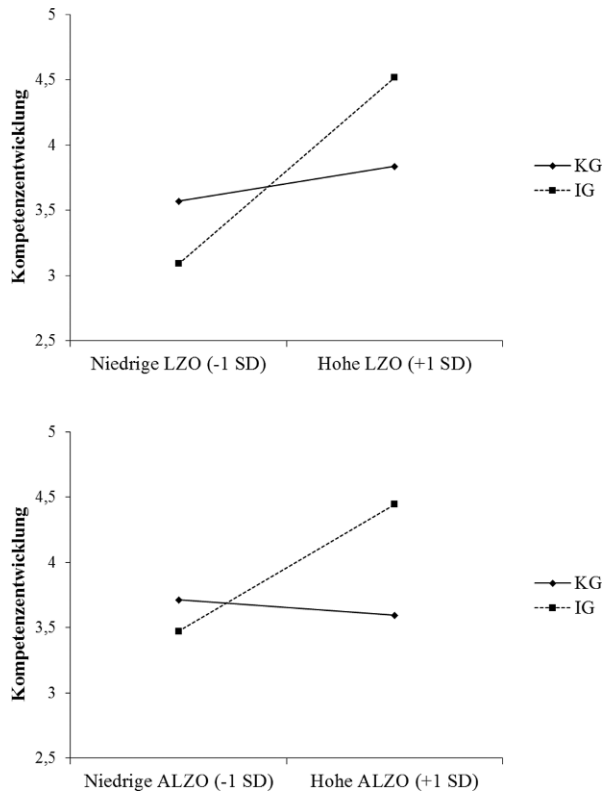 5
4,5
4
3,5
3
2,5
Kompetenzentwicklung
Niedrige LZO (-1 SD)
Hohe LZO (+1 SD)
KG
IG
5
4,5
4
3,5
3
2,5
Kompetenzentwicklung
Niedrige ALZO (-1 SD)
Hohe ALZO (+1 SD)
KG
IG